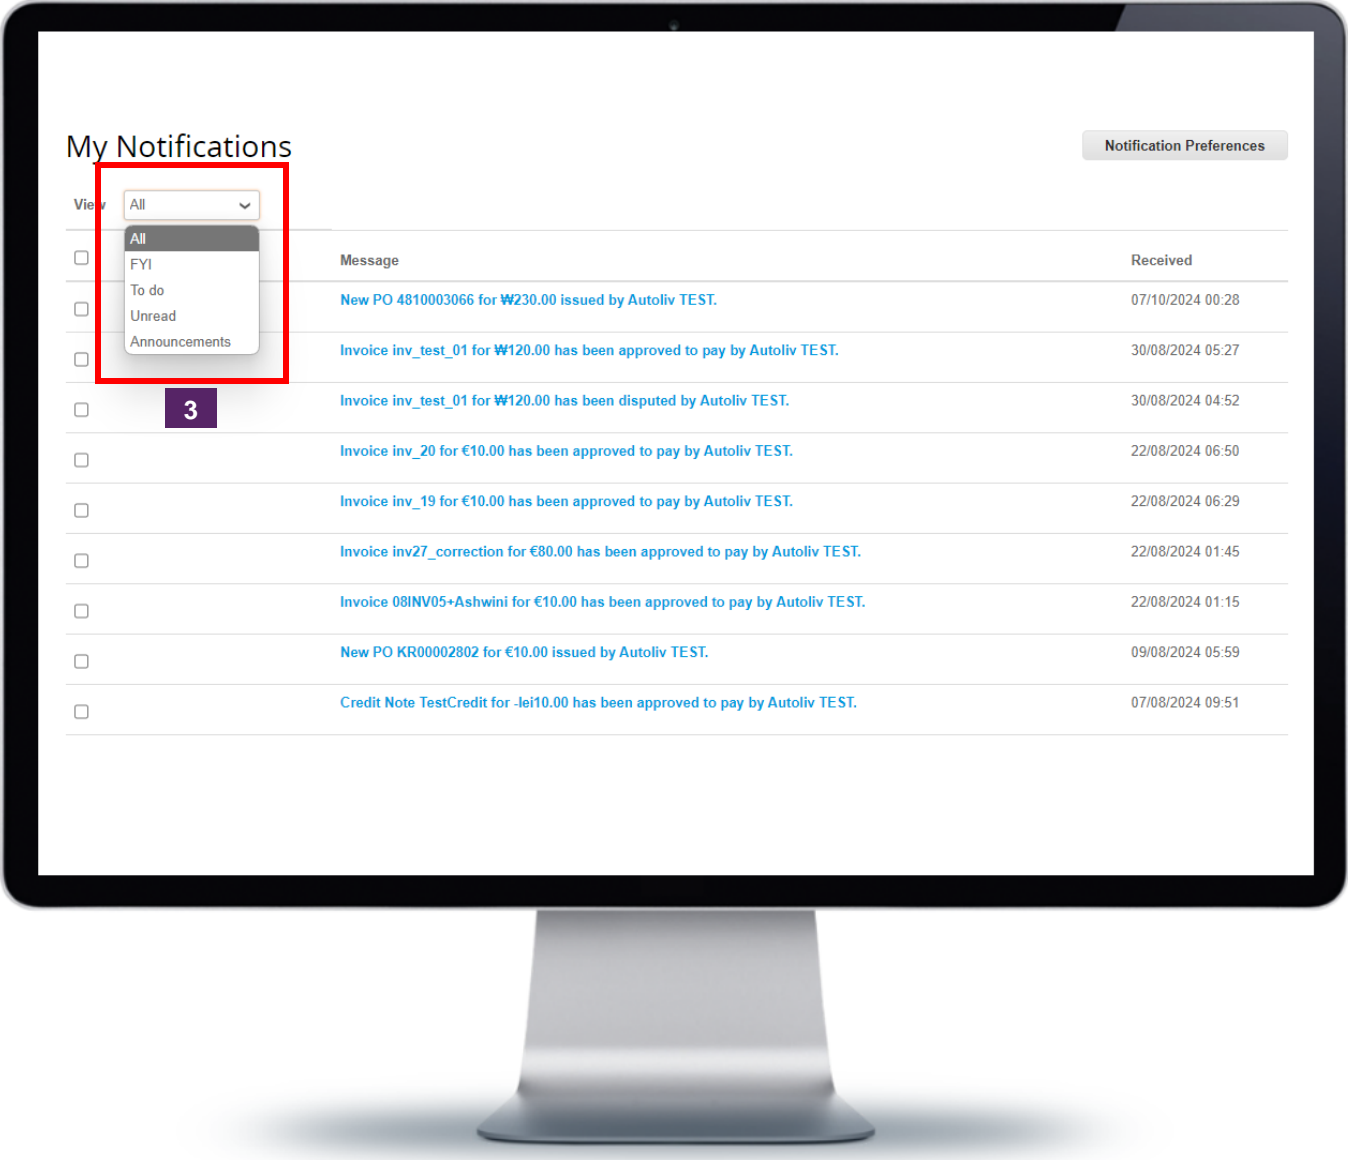 My Notifications
Notification Preferences
View All
All
FYI
To do
Unread
Announcements
3
Message Received
New PO 4810003066 for ₩230.00 issued by Autoliv TEST. 07/10/2024 00:28
Invoice inv_test_01 for ₩120.00 has been approved to pay by Autoliv TEST. 30/08/2024 05:27
Invoice inv_test_01 for ₩120.00 has been disputed by Autoliv TEST. 30/08/2024 04:52
Invoice inv_20 for €10.00 has been approved to pay by Autoliv TEST. 22/08/2024 06:50
Invoice inv_19 for €10.00 has been approved to pay by Autoliv TEST. 22/08/2024 06:29
Invoice inv27_correction for €80.00 has been approved to pay by Autoliv TEST. 22/08/2024 01:45
Invoice 08INV05+Ashwini for €10.00 has been approved to pay by Autoliv TEST. 22/08/2024 01:15
New PO KR00002802 for €10.00 issued by Autoliv TEST. 09/08/2024 05:59
Credit Note TestCredit for -lei10.00 has been approved to pay by Autoliv TEST. 07/08/2024 09:51